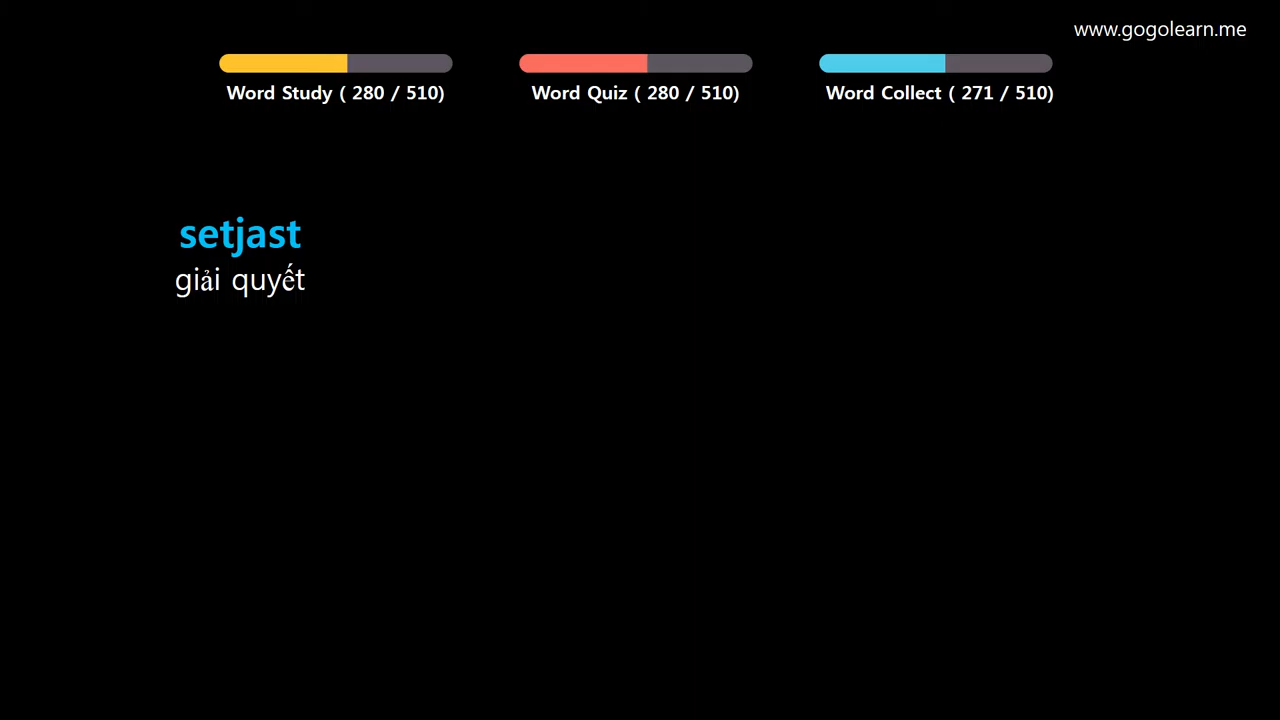 www.gogolearn.me
Word Study ( 280 / 510)
Word Quiz ( 280 / 510)
Word Collect ( 271 / 510)
setjast
giải quyết